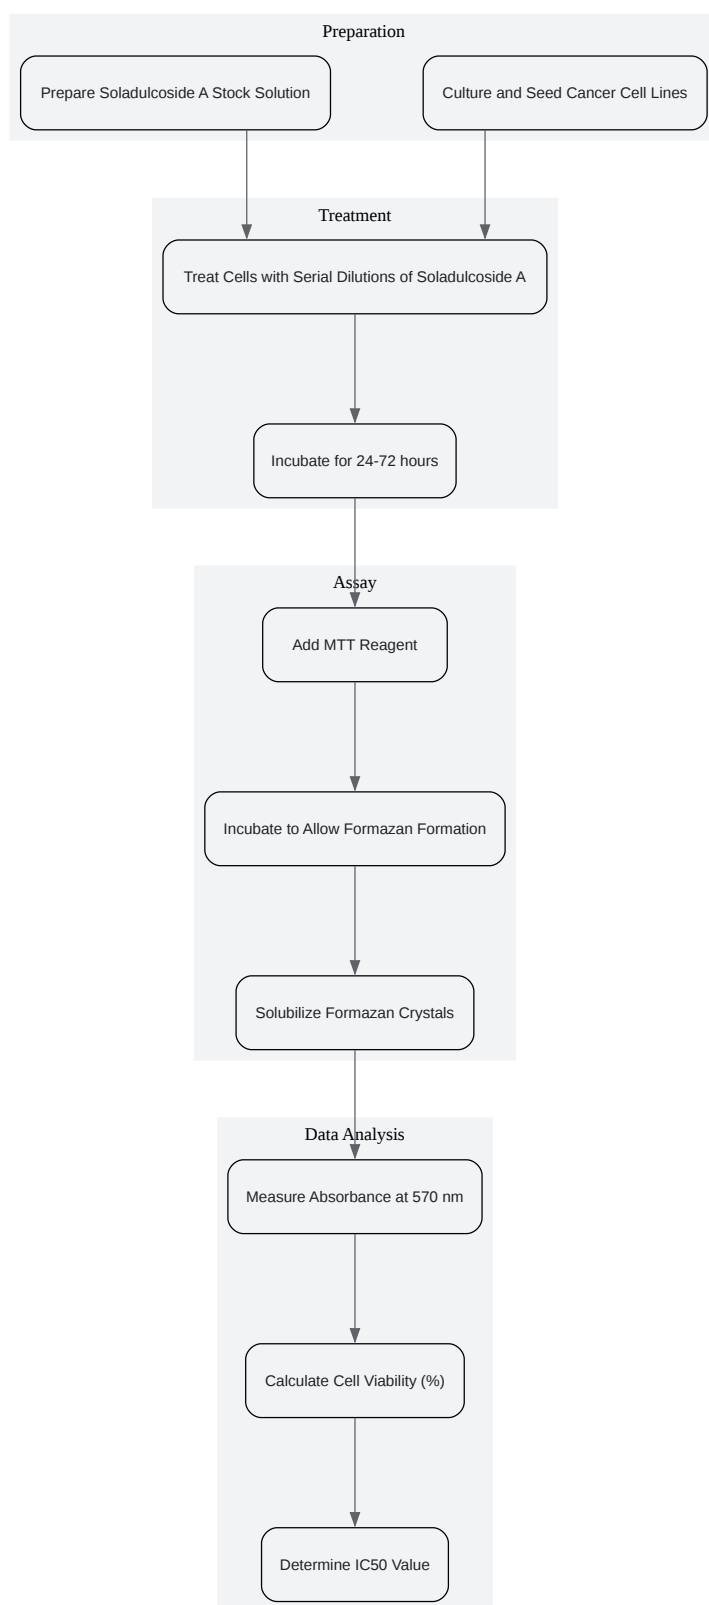 Preparation
Prepare Soladulcoside A Stock Solution
Culture and Seed Cancer Cell Lines
Treatment
Treat Cells with Serial Dilutions of Soladulcoside A
Incubate for 24-72 hours
Assay
Add MTT Reagent
Incubate to Allow Formazan Formation
Solubilize Formazan Crystals
Data Analysis
Measure Absorbance at 570 nm
Calculate Cell Viability (%)
Determine IC50 Value